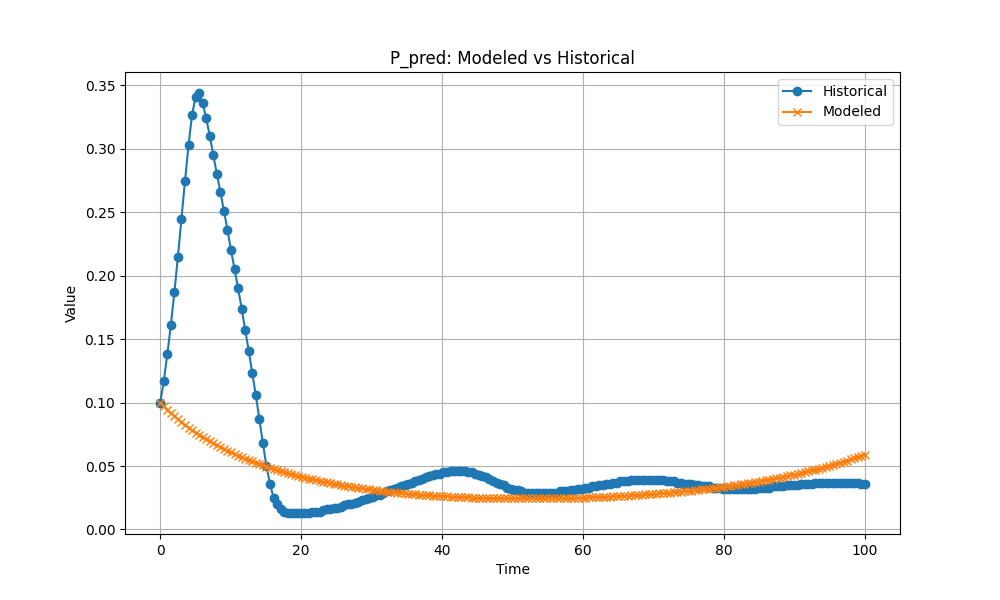 P_pred: Modeled vs Historical
Historical
Modeled
Value
0.35
0.30
0.25
0.20
0.15
0.10
0.05
0.00
0 20 40 60 80 100
Time